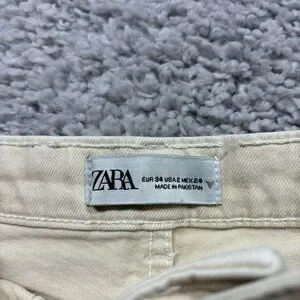 ZARA
EUR 34 USA 2 MEX 24
MADE IN PAKISTAN